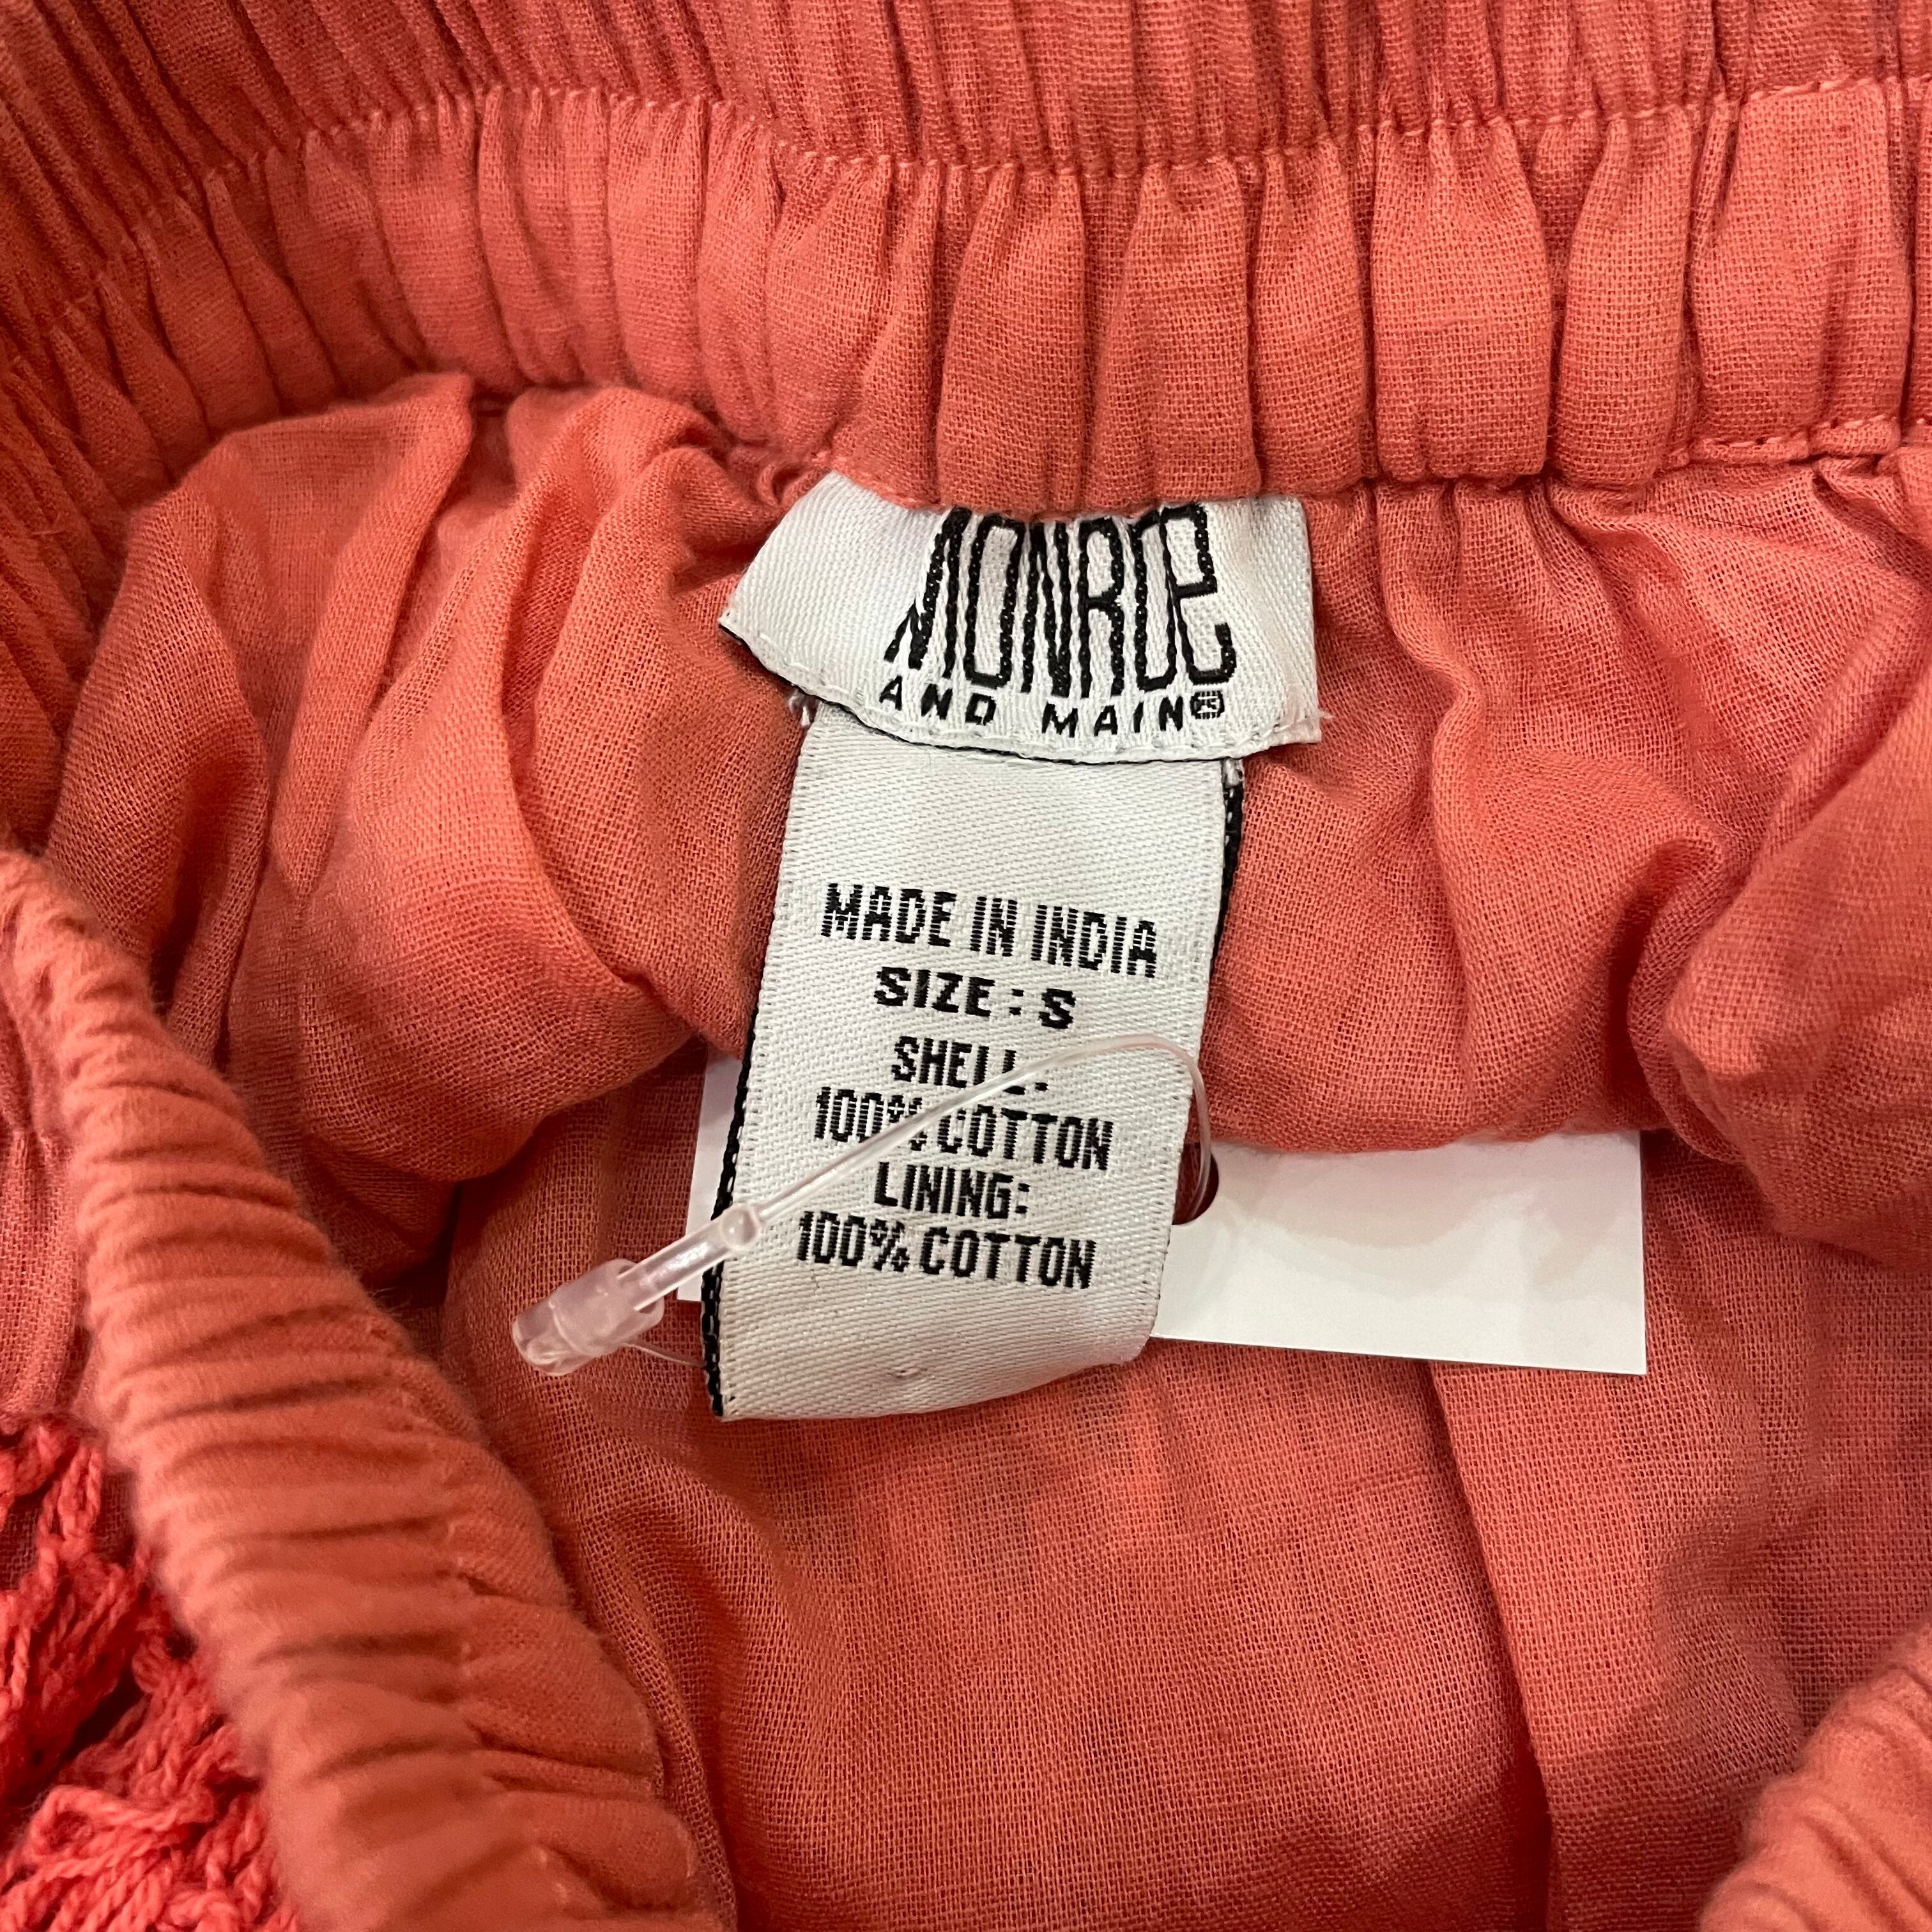 MONROE
AND MAIN®
MADE IN INDIA
SIZE: S
SHELL:
100% COTTON
LINING:
100% COTTON